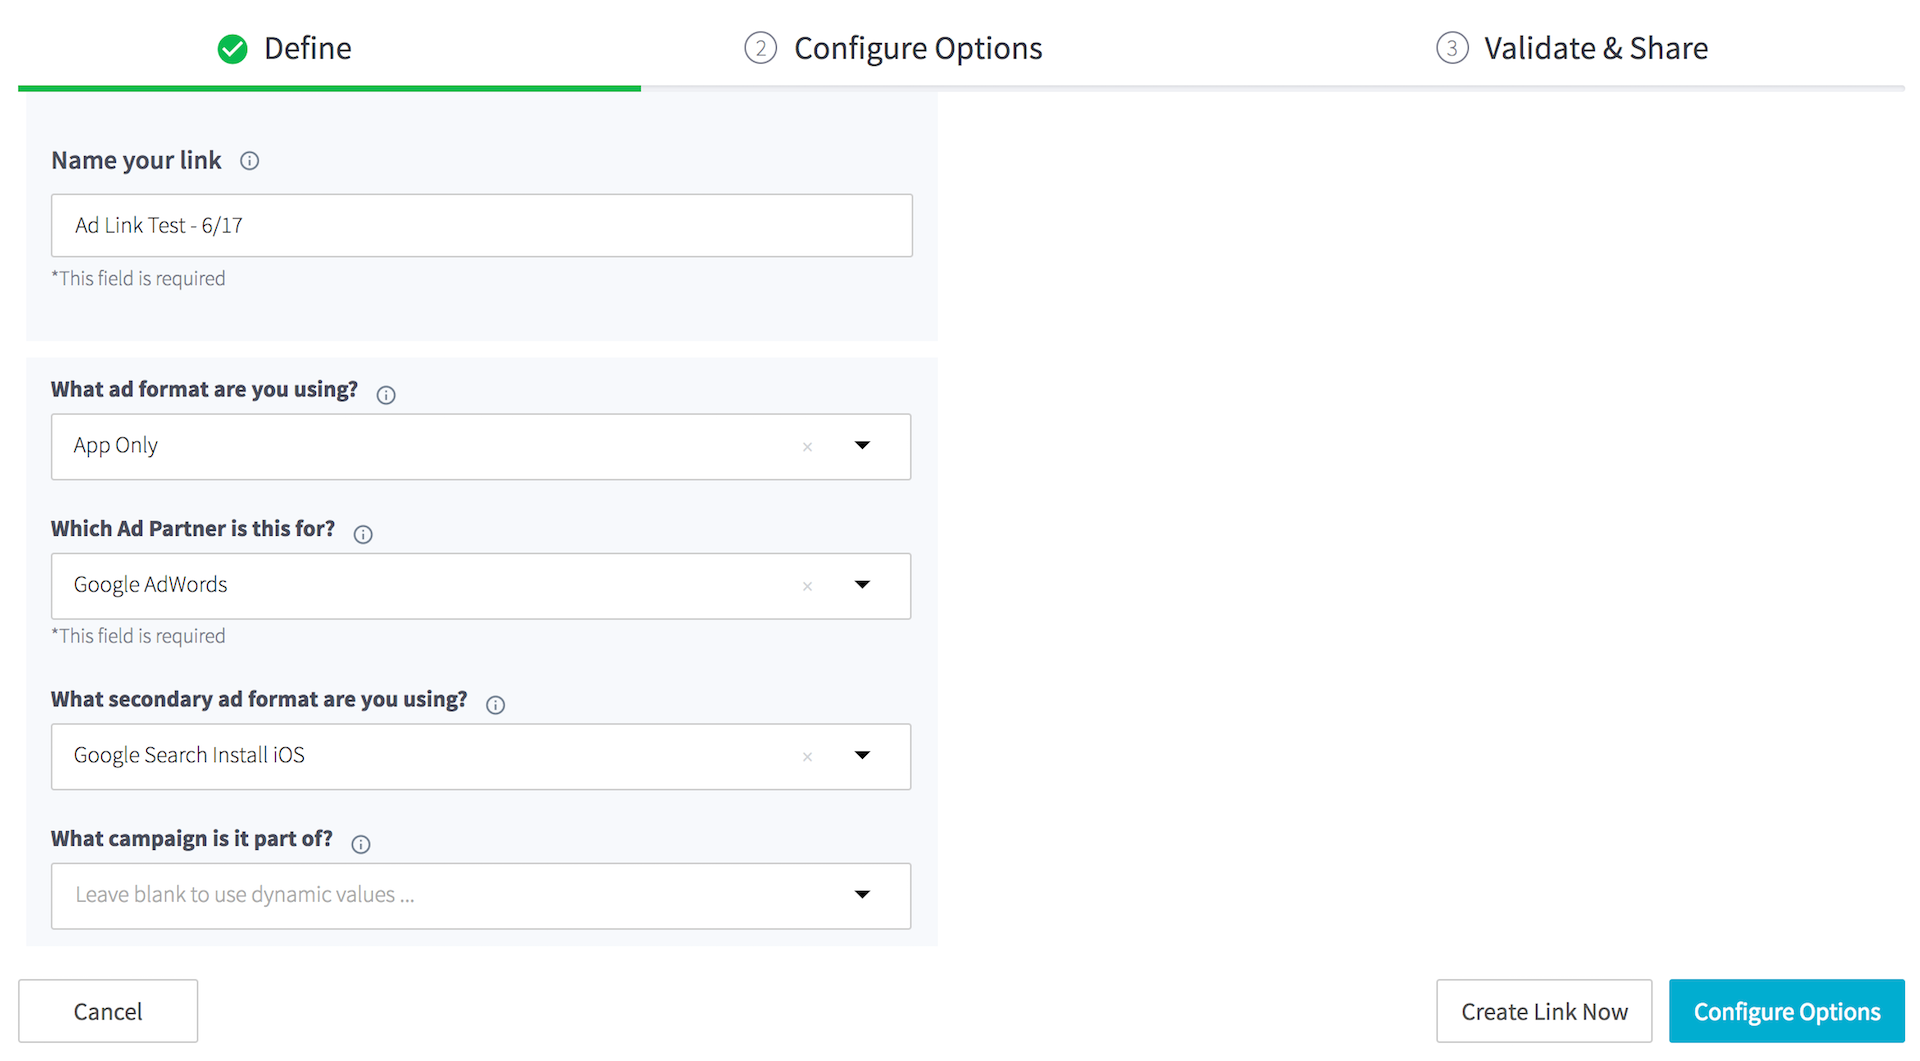 Define
2 Configure Options
3 Validate & Share
Name your link
Ad Link Test - 6/17
*This field is required
What ad format are you using?
App Only
Which Ad Partner is this for?
Google AdWords
*This field is required
What secondary ad format are you using?
Google Search Install iOS
What campaign is it part of?
Leave blank to use dynamic values ...
Cancel
Create Link Now
Configure Options